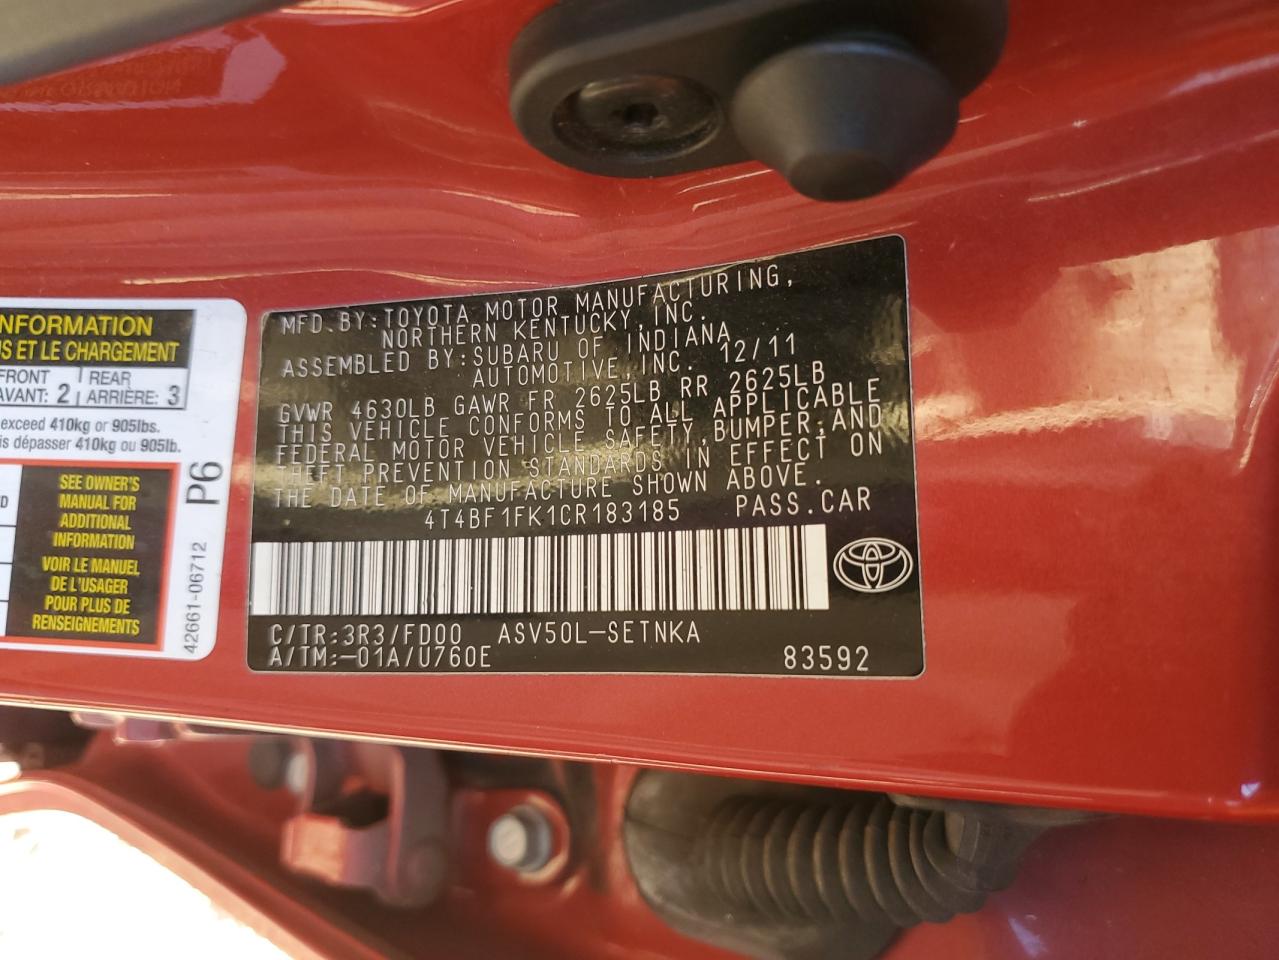 NFORMATION
S ET LE CHARGEMENT
FRONT
REAR
AVANT: 2
ARRIÈRE: 3
exceed 410kg or 905lbs.
is dépasser 410kg ou 905lb.
SEE OWNER'S
MANUAL FOR
ADDITIONAL
INFORMATION
VOIR LE MANUEL
DE L'USAGER
POUR PLUS DE
RENSEIGNEMENTS
P6
42661-06712
MFD. BY: TOYOTA MOTOR MANUFACTURING,
NORTHERN KENTUCKY, INC.
ASSEMBLED BY: SUBARU OF INDIANA
AUTOMOTIVE, INC. 12/11
GVWR 4630LB GAWR FR 2625LB RR 2625LB
THIS VEHICLE CONFORMS TO ALL APPLICABLE
FEDERAL MOTOR VEHICLE SAFETY, BUMPER, AND
THEFT PREVENTION STANDARDS IN EFFECT ON
THE DATE OF MANUFACTURE SHOWN ABOVE.
4T4BF1FK1CR183185 PASS.CAR
C/TR:3R3/FD00 ASV50L-SETNKA
A/TM:-01A/U760E
83592